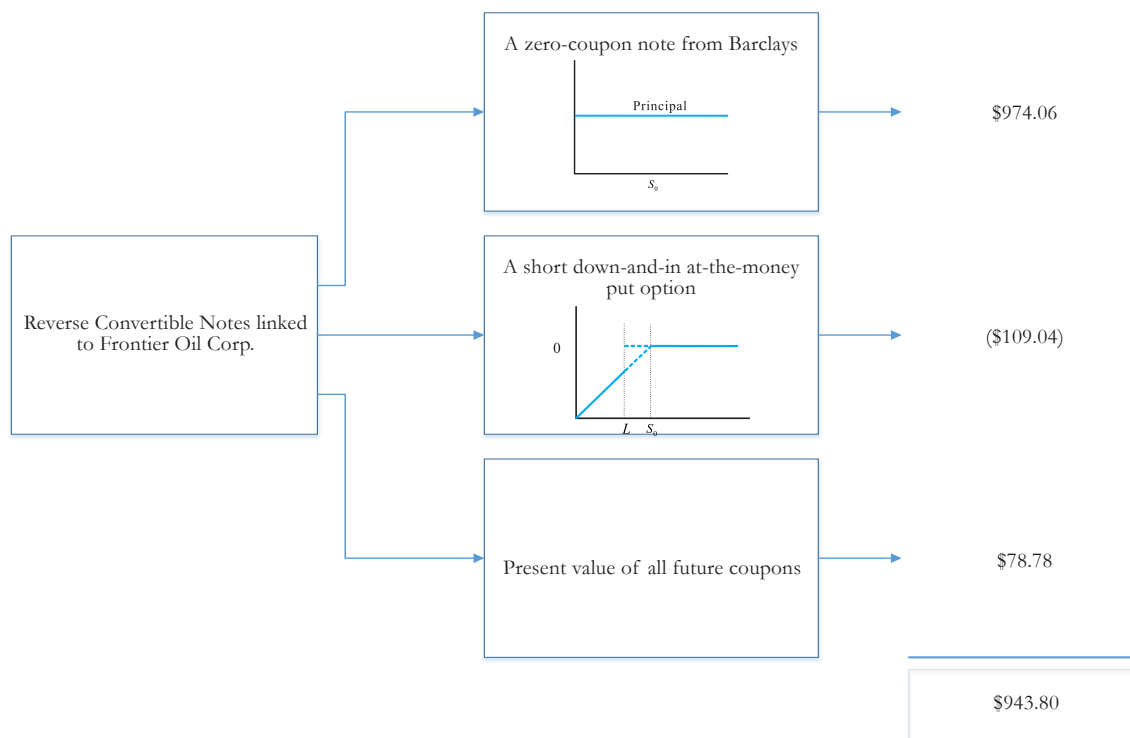 A zero-coupon note from Barclays
Principal
S₀
$974.06
Reverse Convertible Notes linked
to Frontier Oil Corp.
A short down-and-in at-the-money
put option
0
L S₀
($109.04)
Present value of all future coupons
$78.78
$943.80